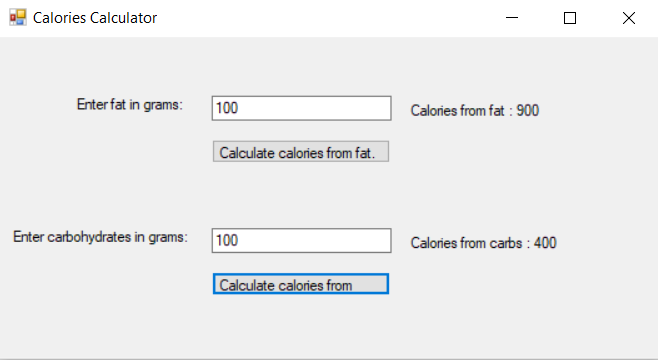 Calories Calculator
Enter fat in grams: 100 Calories from fat : 900
Calculate calories from fat.
Enter carbohydrates in grams: 100 Calories from carbs : 400
Calculate calories from